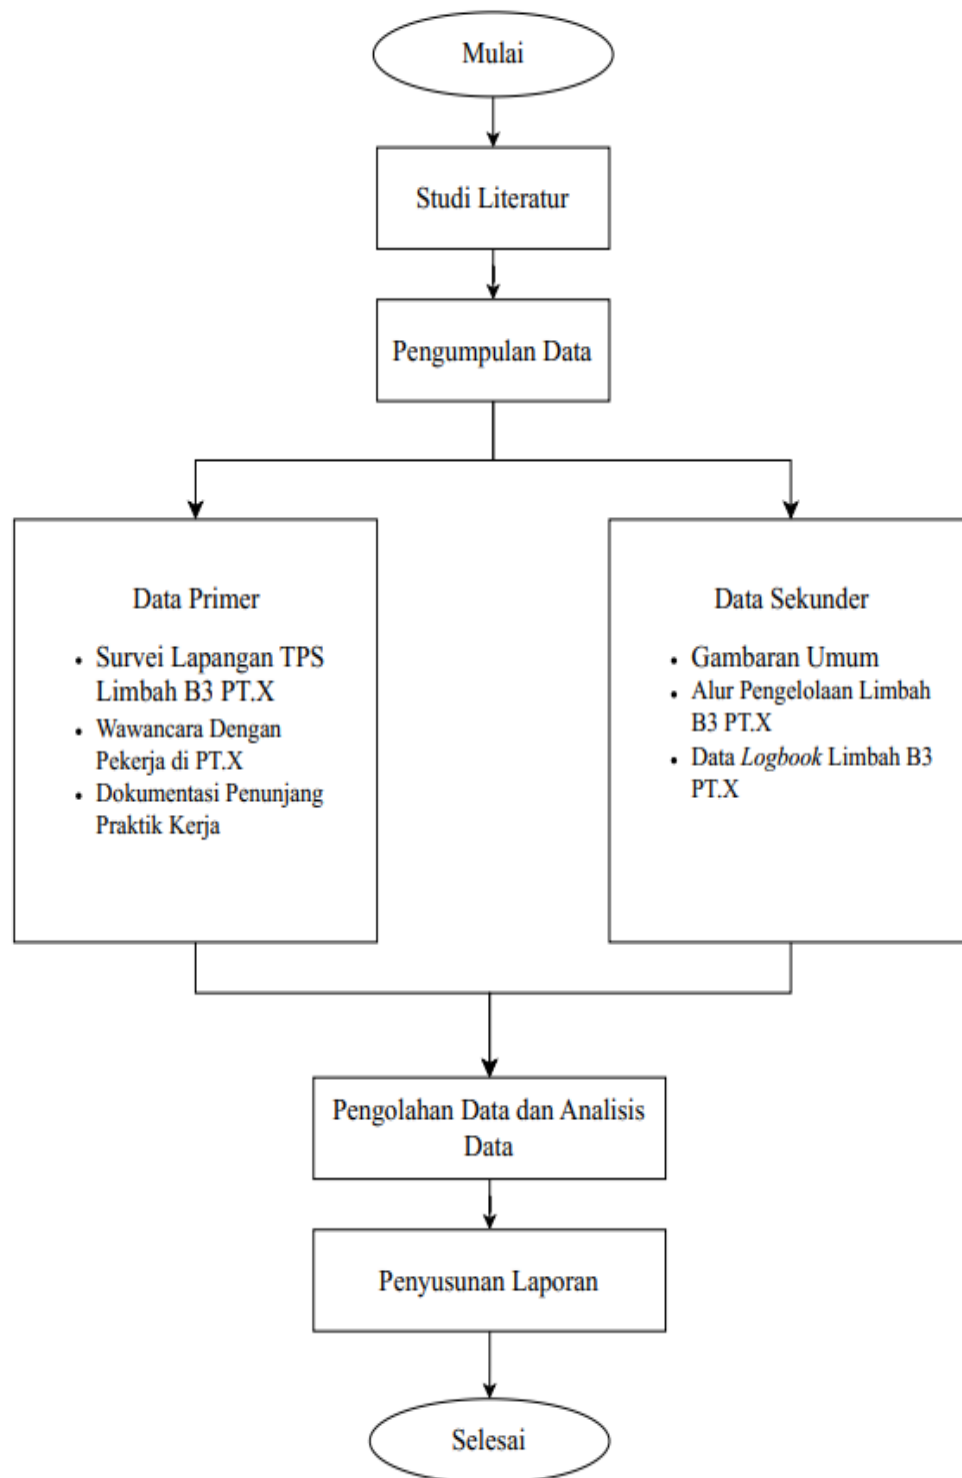 Mulai
Studi Literatur
Pengumpulan Data
Data Primer
• Survei Lapangan TPS
Limbah B3 PT.X
• Wawancara Dengan
Pekerja di PT.X
• Dokumentasi Penunjang
Praktik Kerja
Data Sekunder
• Gambaran Umum
• Alur Pengelolaan Limbah
B3 PT.X
• Data Logbook Limbah B3
PT.X
Pengolahan Data dan Analisis
Data
Penyusunan Laporan
Selesai